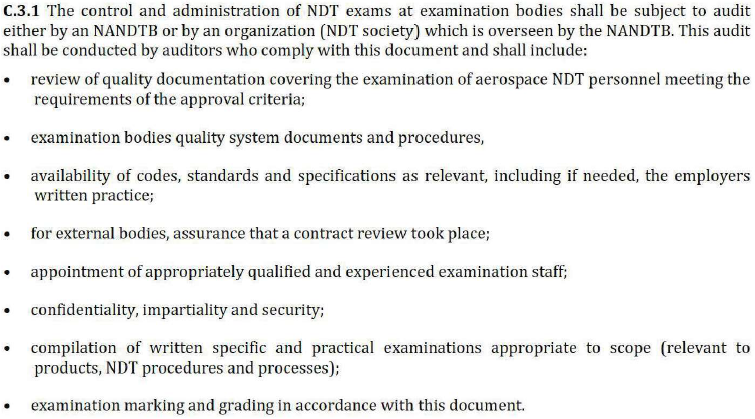 C.3.1 The control and administration of NDT exams at examination bodies shall be subject to audit
either by an NANDTB or by an organization (NDT society) which is overseen by the NANDTB. This audit
shall be conducted by auditors who comply with this document and shall include:
• review of quality documentation covering the examination of aerospace NDT personnel meeting the
requirements of the approval criteria;
• examination bodies quality system documents and procedures,
• availability of codes, standards and specifications as relevant, including if needed, the employers
written practice;
• for external bodies, assurance that a contract review took place;
• appointment of appropriately qualified and experienced examination staff;
• confidentiality, impartiality and security;
• compilation of written specific and practical examinations appropriate to scope (relevant to
products, NDT procedures and processes);
• examination marking and grading in accordance with this document.